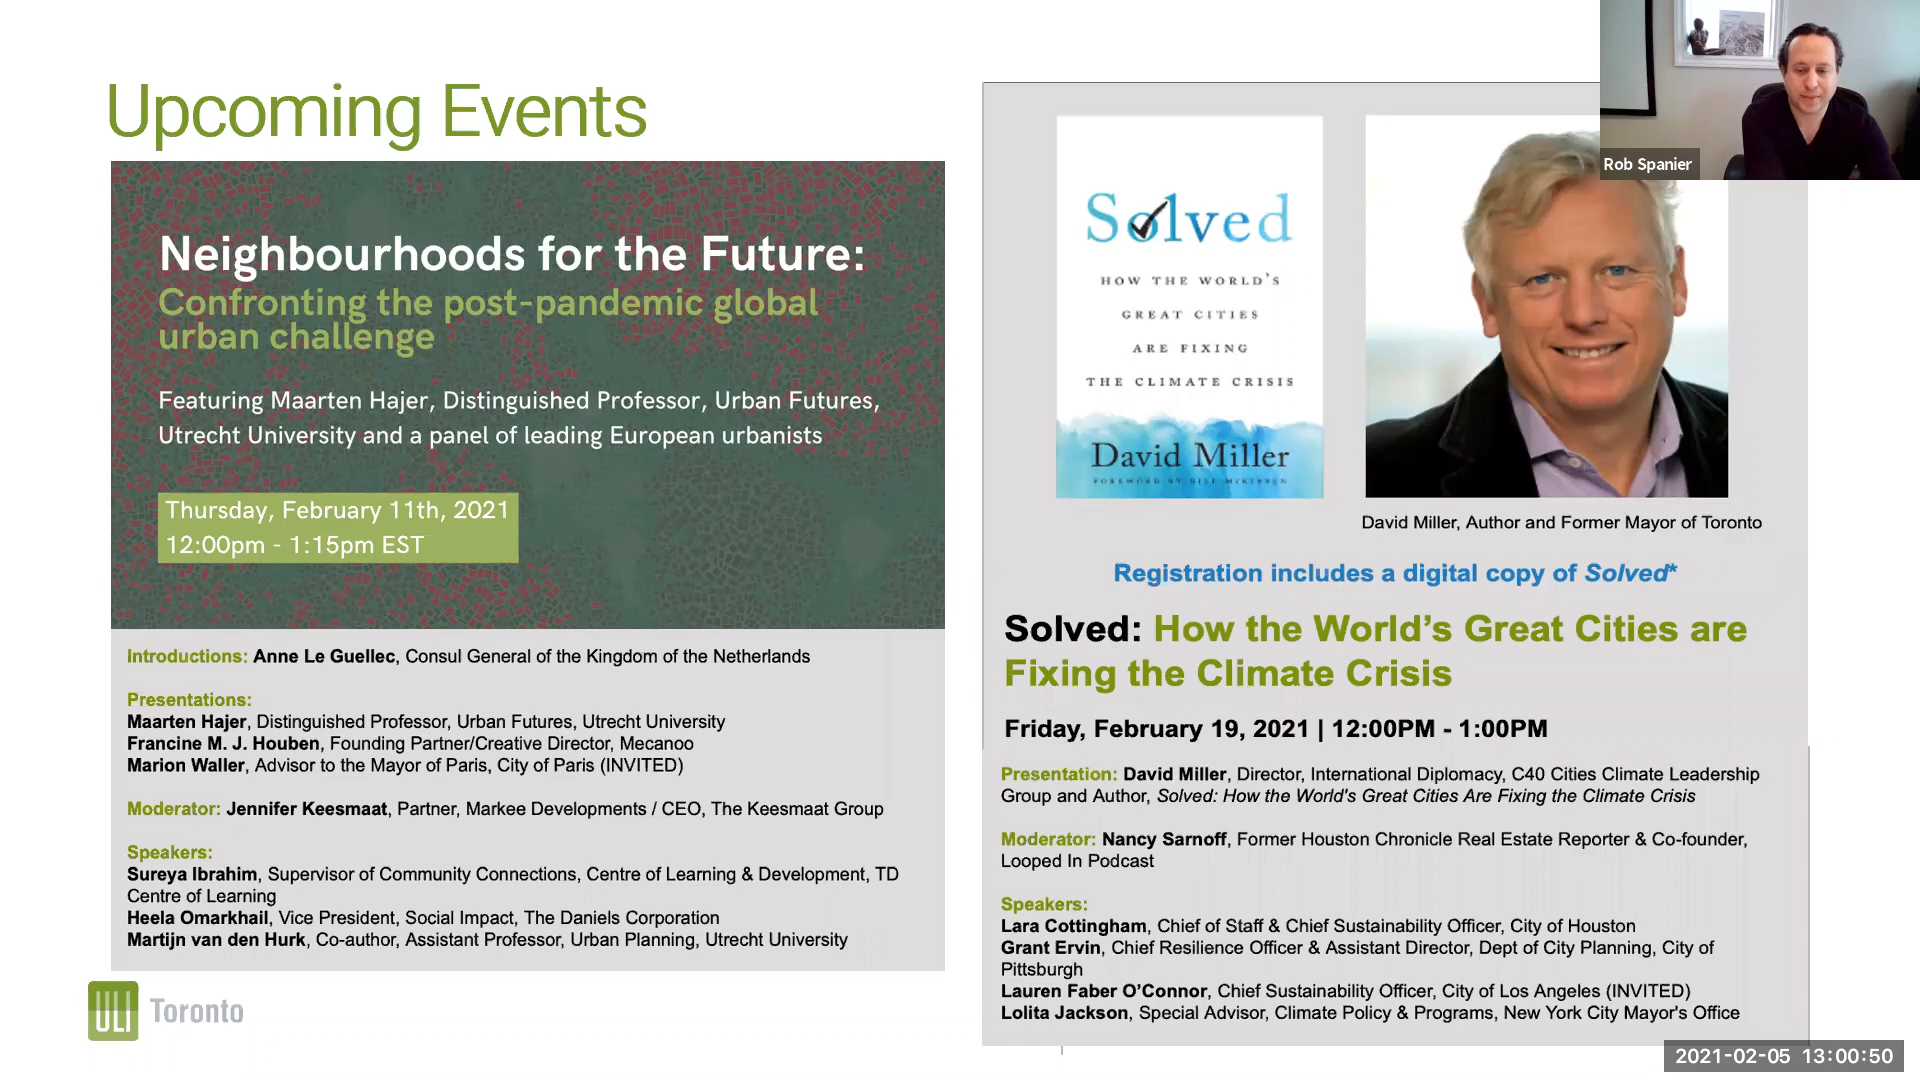 Upcoming Events
Neighbourhoods for the Future:
Confronting the post-pandemic global
urban challenge
Featuring Maarten Hajer, Distinguished Professor, Urban Futures,
Utrecht University and a panel of leading European urbanists
Thursday, February 11th, 2021
12:00pm - 1:15pm EST
Introductions: Anne Le Guellec, Consul General of the Kingdom of the Netherlands
Presentations:
Maarten Hajer, Distinguished Professor, Urban Futures, Utrecht University
Francine M. J. Houben, Founding Partner/Creative Director, Mecanoo
Marion Waller, Advisor to the Mayor of Paris, City of Paris (INVITED)
Moderator: Jennifer Keesmaat, Partner, Markee Developments / CEO, The Keesmaat Group
Speakers:
Sureya Ibrahim, Supervisor of Community Connections, Centre of Learning & Development, TD
Centre of Learning
Heela Omarkhail, Vice President, Social Impact, The Daniels Corporation
Martijn van den Hurk, Co-author, Assistant Professor, Urban Planning, Utrecht University
ULI Toronto
Solved
HOW THE WORLD'S
GREAT CITIES
ARE FIXING
THE CLIMATE CRISIS
David Miller
FOREWORD BY BILL MCKIBBEN
Rob Spanier
David Miller, Author and Former Mayor of Toronto
Registration includes a digital copy of Solved*
Solved: How the World’s Great Cities are
Fixing the Climate Crisis
Friday, February 19, 2021 | 12:00PM - 1:00PM
Presentation: David Miller, Director, International Diplomacy, C40 Cities Climate Leadership
Group and Author, Solved: How the World's Great Cities Are Fixing the Climate Crisis
Moderator: Nancy Sarnoff, Former Houston Chronicle Real Estate Reporter & Co-founder,
Looped In Podcast
Speakers:
Lara Cottingham, Chief of Staff & Chief Sustainability Officer, City of Houston
Grant Ervin, Chief Resilience Officer & Assistant Director, Dept of City Planning, City of
Pittsburgh
Lauren Faber O’Connor, Chief Sustainability Officer, City of Los Angeles (INVITED)
Lolita Jackson, Special Advisor, Climate Policy & Programs, New York City Mayor's Office
2021-02-05 13:00:50